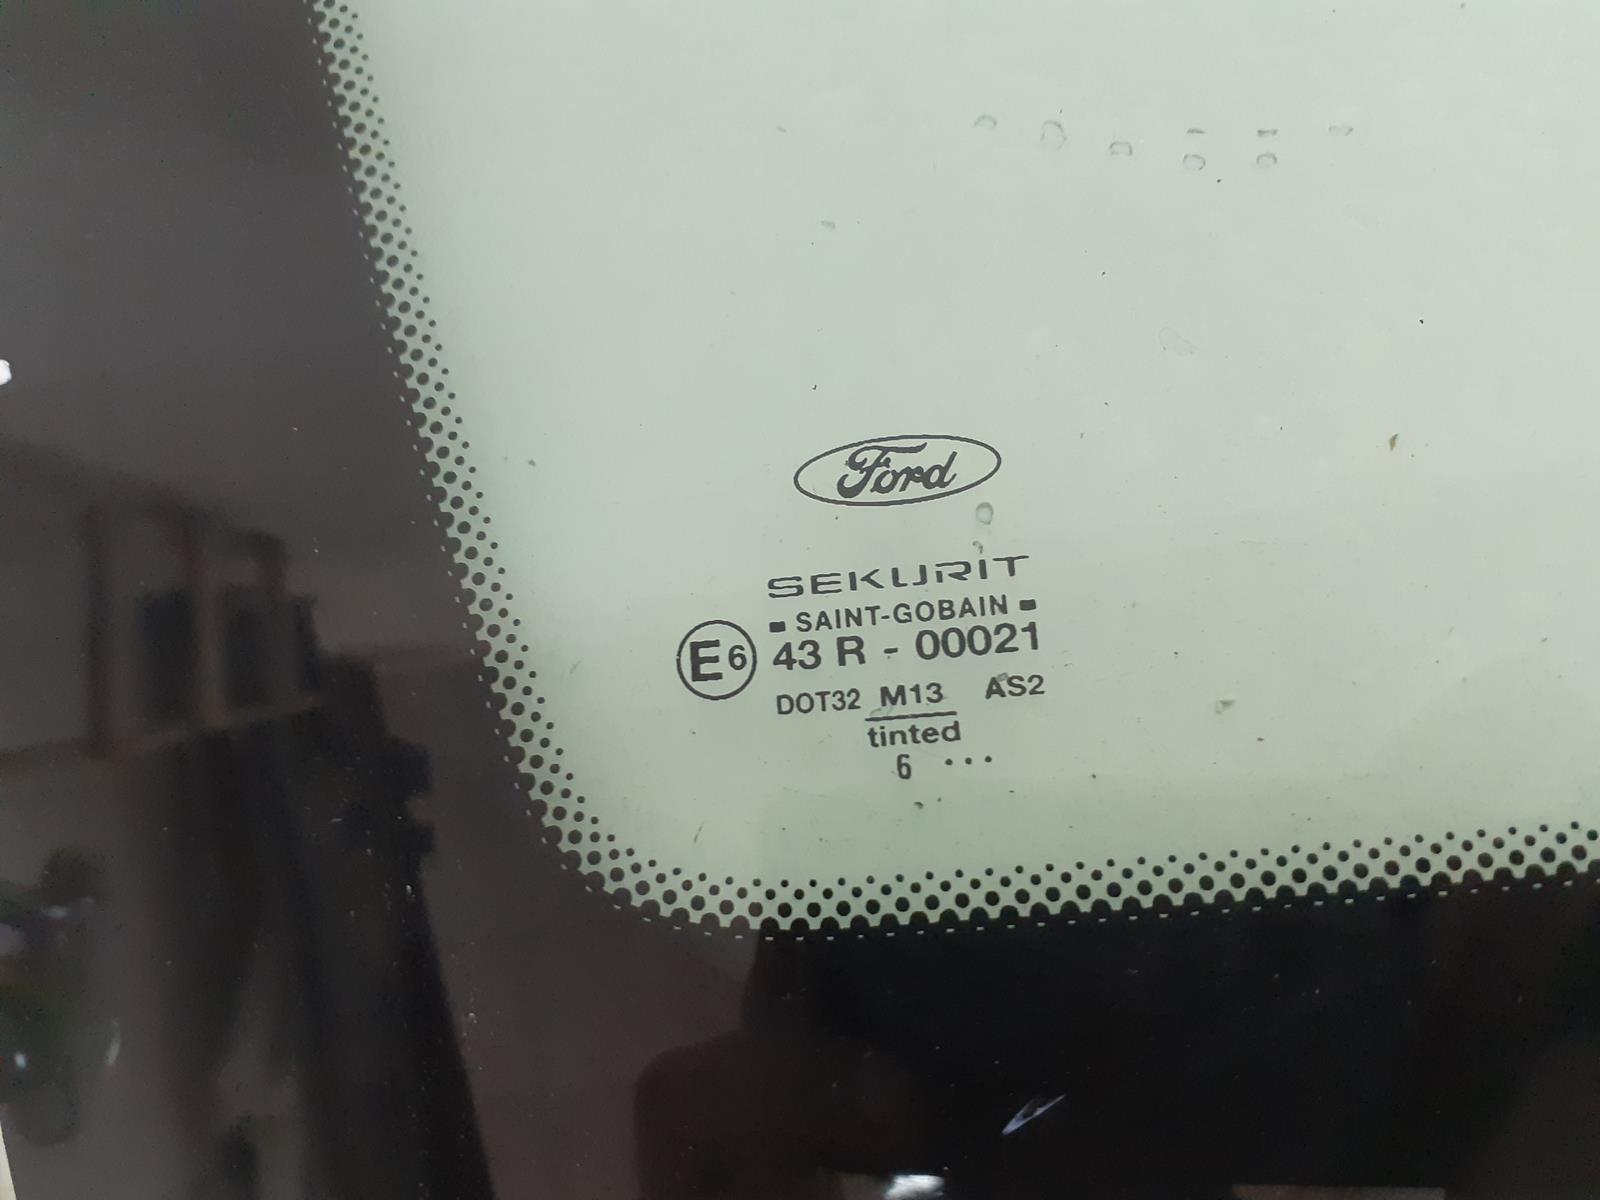 Ford
SEKURIT
SAINT-GOBAIN
E6 43 R - 00021
DOT32 M13 AS2
tinted
6 ...